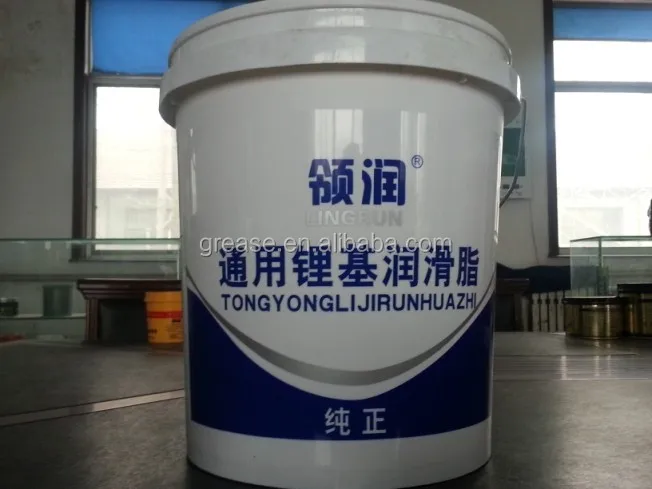 领润®
LINGRUN
grease.en.alibaba.com
通用锂基润滑脂
TONGYONGLIJIRUNHUAZHI
纯正